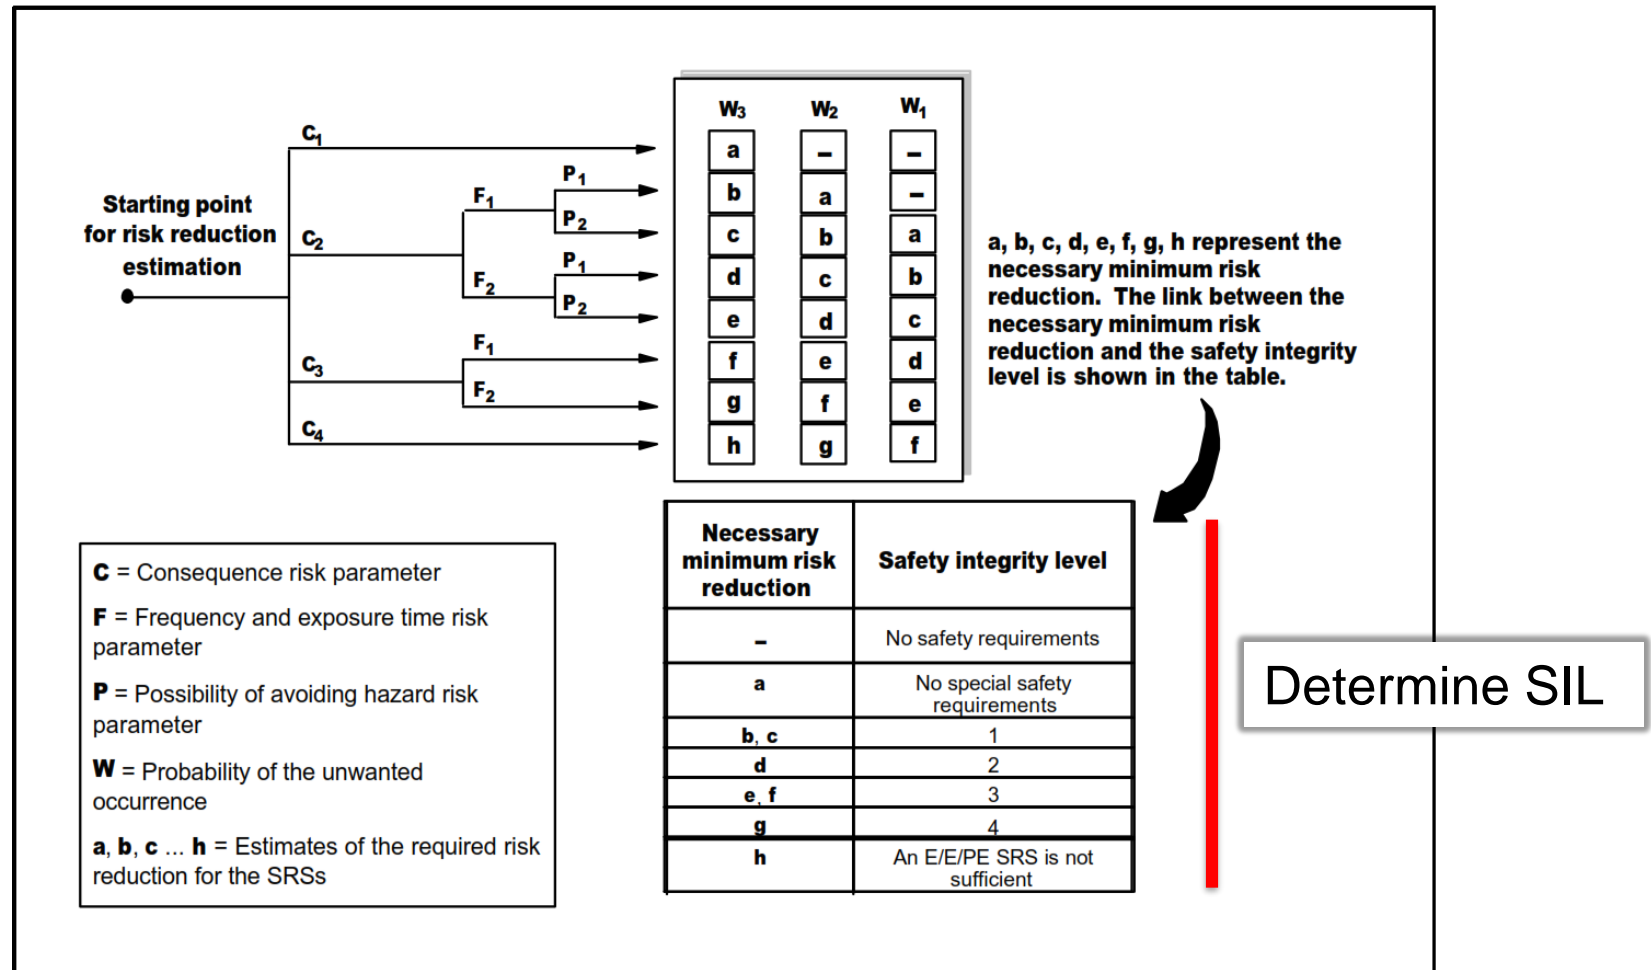 W3 W2 W1
C1
a – –
P1
b a –
F1
P2
c b a
Starting point
for risk reduction
estimation
C2
P1
d c b
F2
P2
e d c
F1
f e d
C3
F2
g f e
C4
h g f
a, b, c, d, e, f, g, h represent the
necessary minimum risk
reduction. The link between the
necessary minimum risk
reduction and the safety integrity
level is shown in the table.
C = Consequence risk parameter
F = Frequency and exposure time risk
parameter
P = Possibility of avoiding hazard risk
parameter
W = Probability of the unwanted
occurrence
a, b, c ... h = Estimates of the required risk
reduction for the SRSs
Necessary
minimum risk
reduction
Safety integrity level
–
No safety requirements
a
No special safety
requirements
b, c
1
d
2
e, f
3
g
4
h
An E/E/PE SRS is not
sufficient
Determine SIL